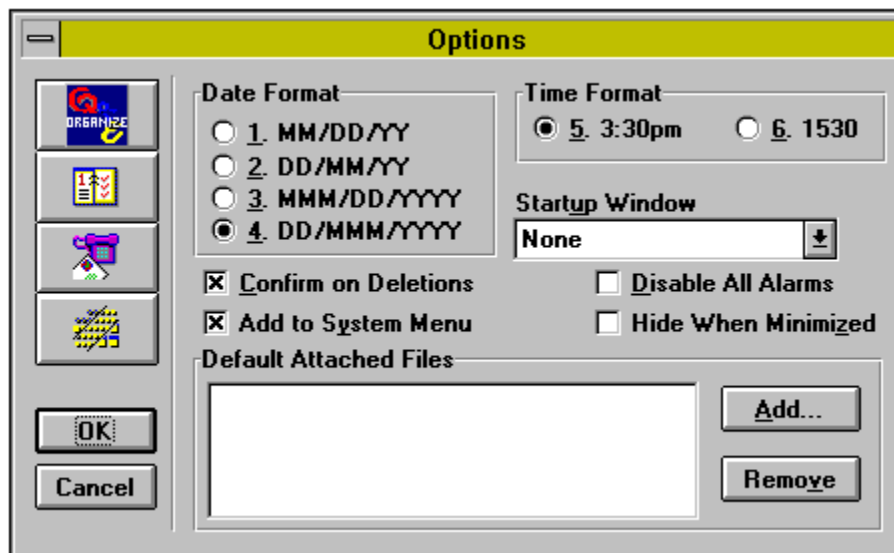 Options
ORGANIZE
Date Format
1. MM/DD/YY
2. DD/MM/YY
3. MMM/DD/YYYY
4. DD/MMM/YYYY
Time Format
5. 3:30pm
6. 1530
Startup Window
None
Confirm on Deletions
Disable All Alarms
Add to System Menu
Hide When Minimized
Default Attached Files
Add...
Remove
OK
Cancel